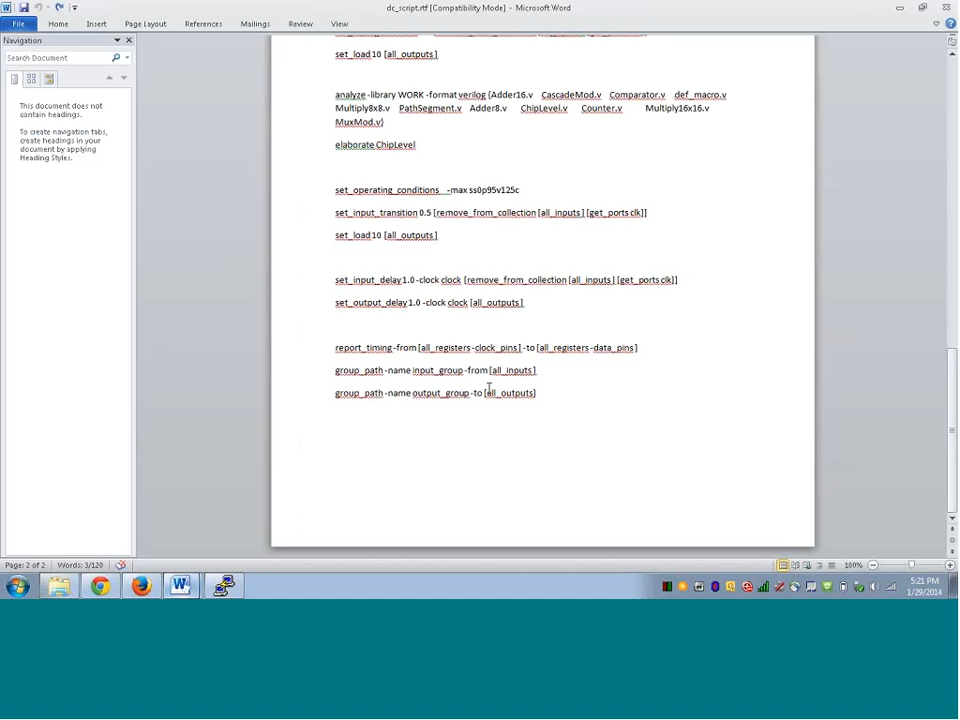 dc_script.rtf [Compatibility Mode] - Microsoft Word
File Home Insert Page Layout References Mailings Review View
Navigation
Search Document
This document does not
contain headings.
To create navigation tabs,
create headings in your
document by applying
Heading Styles.
set_load 10 [all_outputs]
analyze -library WORK -format verilog {Adder16.v CascadeMod.v Comparator.v def_macro.v
Multiply8x8.v PathSegment.v Adder8.v ChipLevel.v Counter.v Multiply16x16.v
MuxMod.v}
elaborate ChipLevel
set_operating_conditions -max ss0p95v125c
set_input_transition 0.5 [remove_from_collection [all_inputs] [get_ports clk]]
set_load 10 [all_outputs]
set_input_delay 1.0 -clock clock [remove_from_collection [all_inputs] [get_ports clk]]
set_output_delay 1.0 -clock clock [all_outputs]
report_timing -from [all_registers -clock_pins] -to [all_registers -data_pins]
group_path -name input_group -from [all_inputs]
group_path -name output_group -to [all_outputs]
Page: 2 of 2 Words: 3/120 100%
5:21 PM
1/29/2014